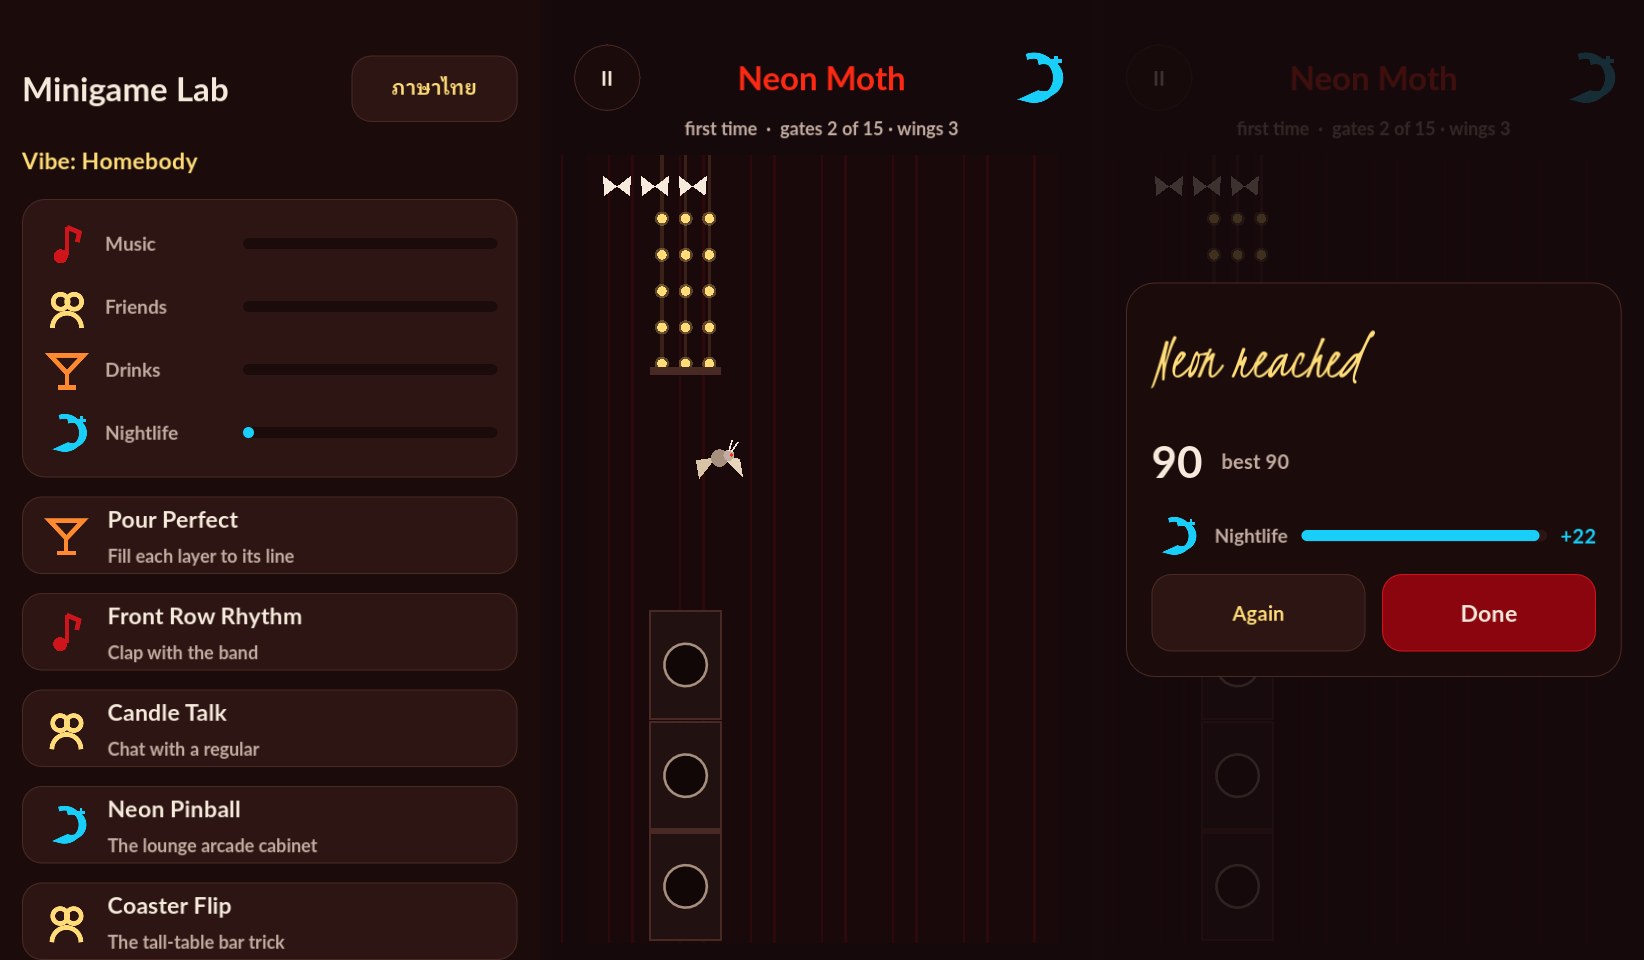 Minigame Lab
ภาษาไทย
Vibe: Homebody
Music
Friends
Drinks
Nightlife
Pour Perfect
Fill each layer to its line
Front Row Rhythm
Clap with the band
Candle Talk
Chat with a regular
Neon Pinball
The lounge arcade cabinet
Coaster Flip
The tall-table bar trick
Neon Moth
first time · gates 2 of 15 · wings 3
Neon Moth
first time · gates 2 of 15 · wings 3
Neon reached
90 best 90
Nightlife +22
Again
Done